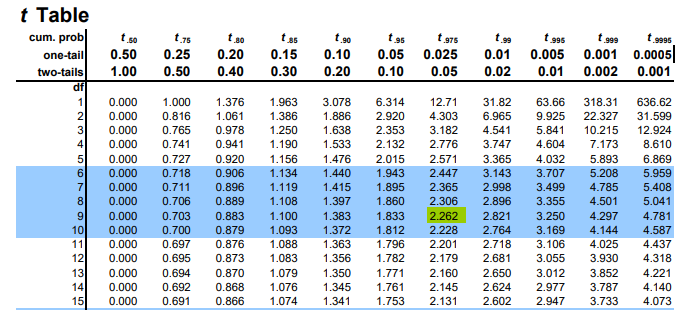 t Table
cum. prob t .50 t .75 t .80 t .85 t .90 t .95 t .975 t .99 t .995 t .999 t .9995
one-tail 0.50 0.25 0.20 0.15 0.10 0.05 0.025 0.01 0.005 0.001 0.0005
two-tails 1.00 0.50 0.40 0.30 0.20 0.10 0.05 0.02 0.01 0.002 0.001
df
1 0.000 1.000 1.376 1.963 3.078 6.314 12.71 31.82 63.66 318.31 636.62
2 0.000 0.816 1.061 1.386 1.886 2.920 4.303 6.965 9.925 22.327 31.599
3 0.000 0.765 0.978 1.250 1.638 2.353 3.182 4.541 5.841 10.215 12.924
4 0.000 0.741 0.941 1.190 1.533 2.132 2.776 3.747 4.604 7.173 8.610
5 0.000 0.727 0.920 1.156 1.476 2.015 2.571 3.365 4.032 5.893 6.869
6 0.000 0.718 0.906 1.134 1.440 1.943 2.447 3.143 3.707 5.208 5.959
7 0.000 0.711 0.896 1.119 1.415 1.895 2.365 2.998 3.499 4.785 5.408
8 0.000 0.706 0.889 1.108 1.397 1.860 2.306 2.896 3.355 4.501 5.041
9 0.000 0.703 0.883 1.100 1.383 1.833 2.262 2.821 3.250 4.297 4.781
10 0.000 0.700 0.879 1.093 1.372 1.812 2.228 2.764 3.169 4.144 4.587
11 0.000 0.697 0.876 1.088 1.363 1.796 2.201 2.718 3.106 4.025 4.437
12 0.000 0.695 0.873 1.083 1.356 1.782 2.179 2.681 3.055 3.930 4.318
13 0.000 0.694 0.870 1.079 1.350 1.771 2.160 2.650 3.012 3.852 4.221
14 0.000 0.692 0.868 1.076 1.345 1.761 2.145 2.624 2.977 3.787 4.140
15 0.000 0.691 0.866 1.074 1.341 1.753 2.131 2.602 2.947 3.733 4.073